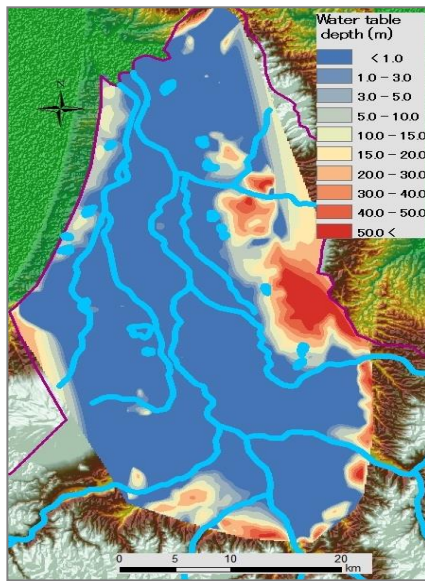 Water table
depth (m)
< 1.0
1.0 – 3.0
3.0 – 5.0
5.0 – 10.0
10.0 – 15.0
15.0 – 20.0
20.0 – 30.0
30.0 – 40.0
40.0 – 50.0
50.0 <
0 5 10 20
km